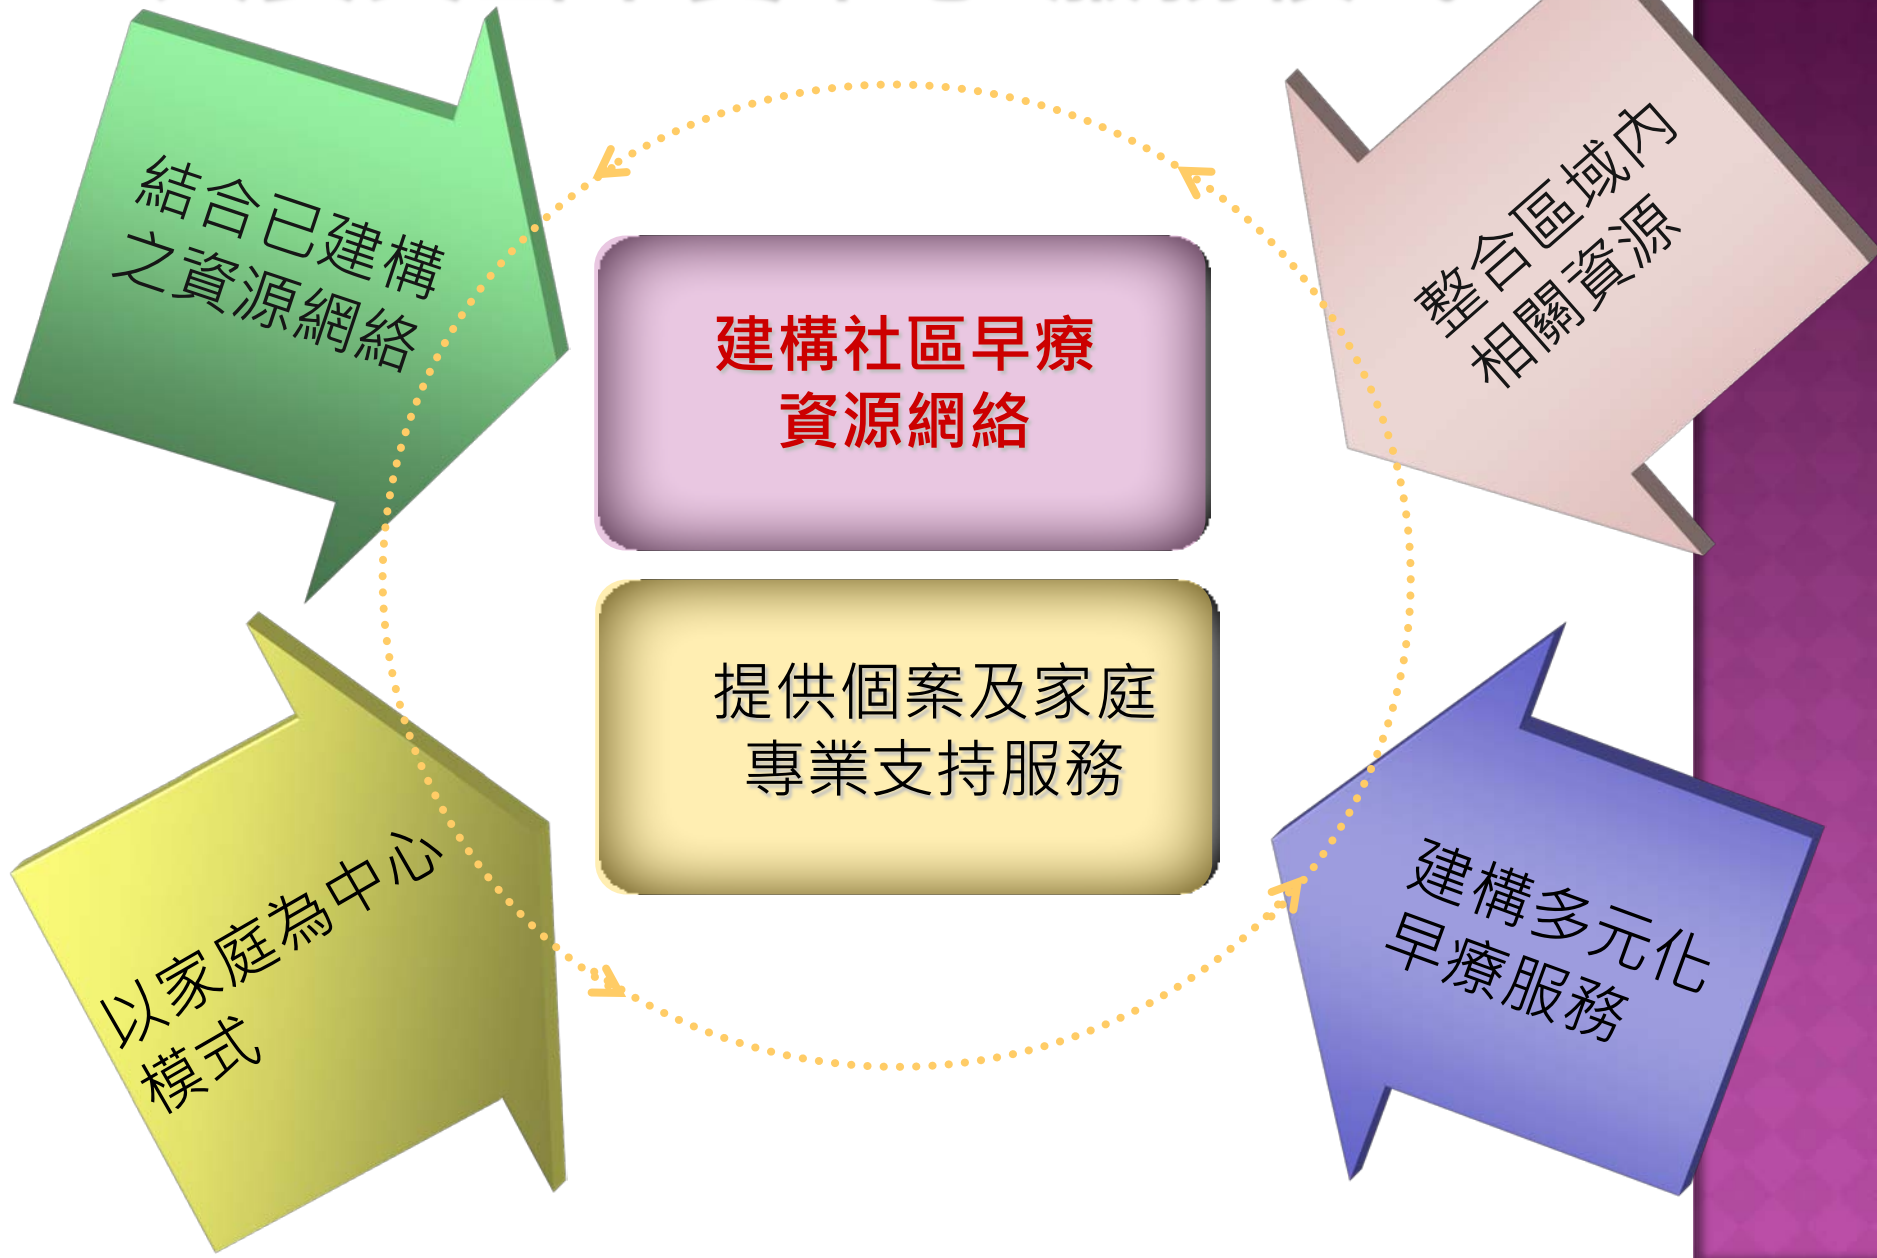 結合已建構
之資源網絡
整合區域內
相關資源
建構社區早療
資源網絡
提供個案及家庭
專業支持服務
以家庭為中心
模式
建構多元化
早療服務